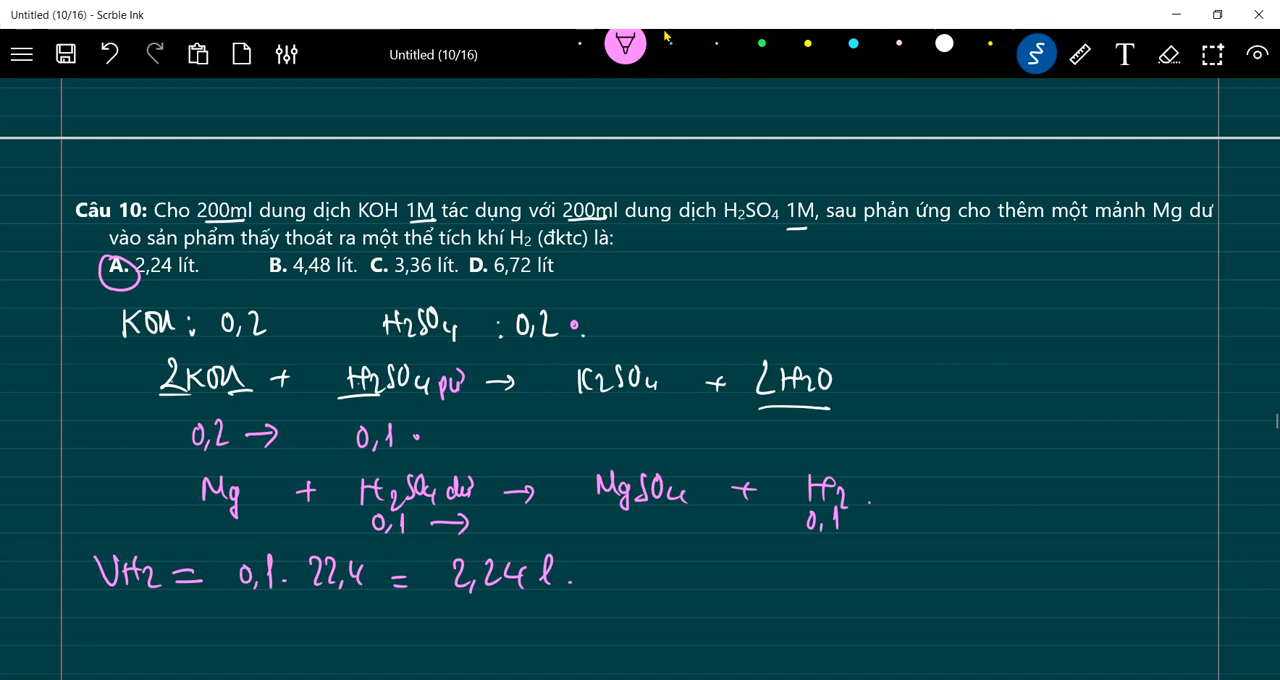 Untitled (10/16) - Scrble Ink
Untitled (10/16)
T
Câu 10: Cho 200ml dung dịch KOH 1M tác dụng với 200ml dung dịch H₂SO₄ 1M, sau phản ứng cho thêm một mảnh Mg dư
vào sản phẩm thấy thoát ra một thể tích khí H₂ (đktc) là:
A. 2,24 lít. B. 4,48 lít. C. 3,36 lít. D. 6,72 lít
KOH : 0,2 H₂SO₄ : 0,2
2KOH + H₂SO₄ pư → K₂SO₄ + 2H₂O
0,2 → 0,1
Mg + H₂SO₄ dư → MgSO₄ + H₂
0,1 → 0,1
VH₂ = 0,1. 22,4 = 2,24 l.